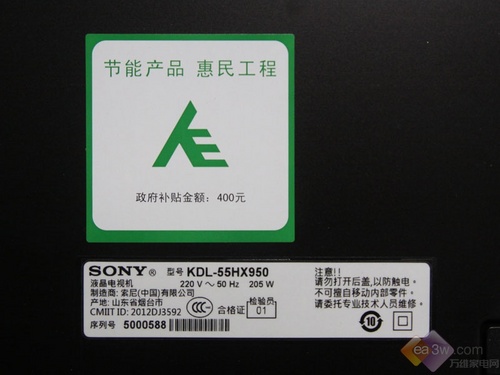 节能产品 惠民工程
政府补贴金额：400元
SONY® 型号 KDL-55HX950
液晶电视机 220 V～50 Hz 205 W
制造商: 索尼(中国)有限公司
产地: 山东省烟台市
CMIIT ID: 2012DJ3592
合格证 检验员 01
序列号 5000588
注意!!
请勿打开后盖,以防触电。
不可擅自移动内部零件。
请委托专业技术人员维修。
10
ea3w.com
万维家电网